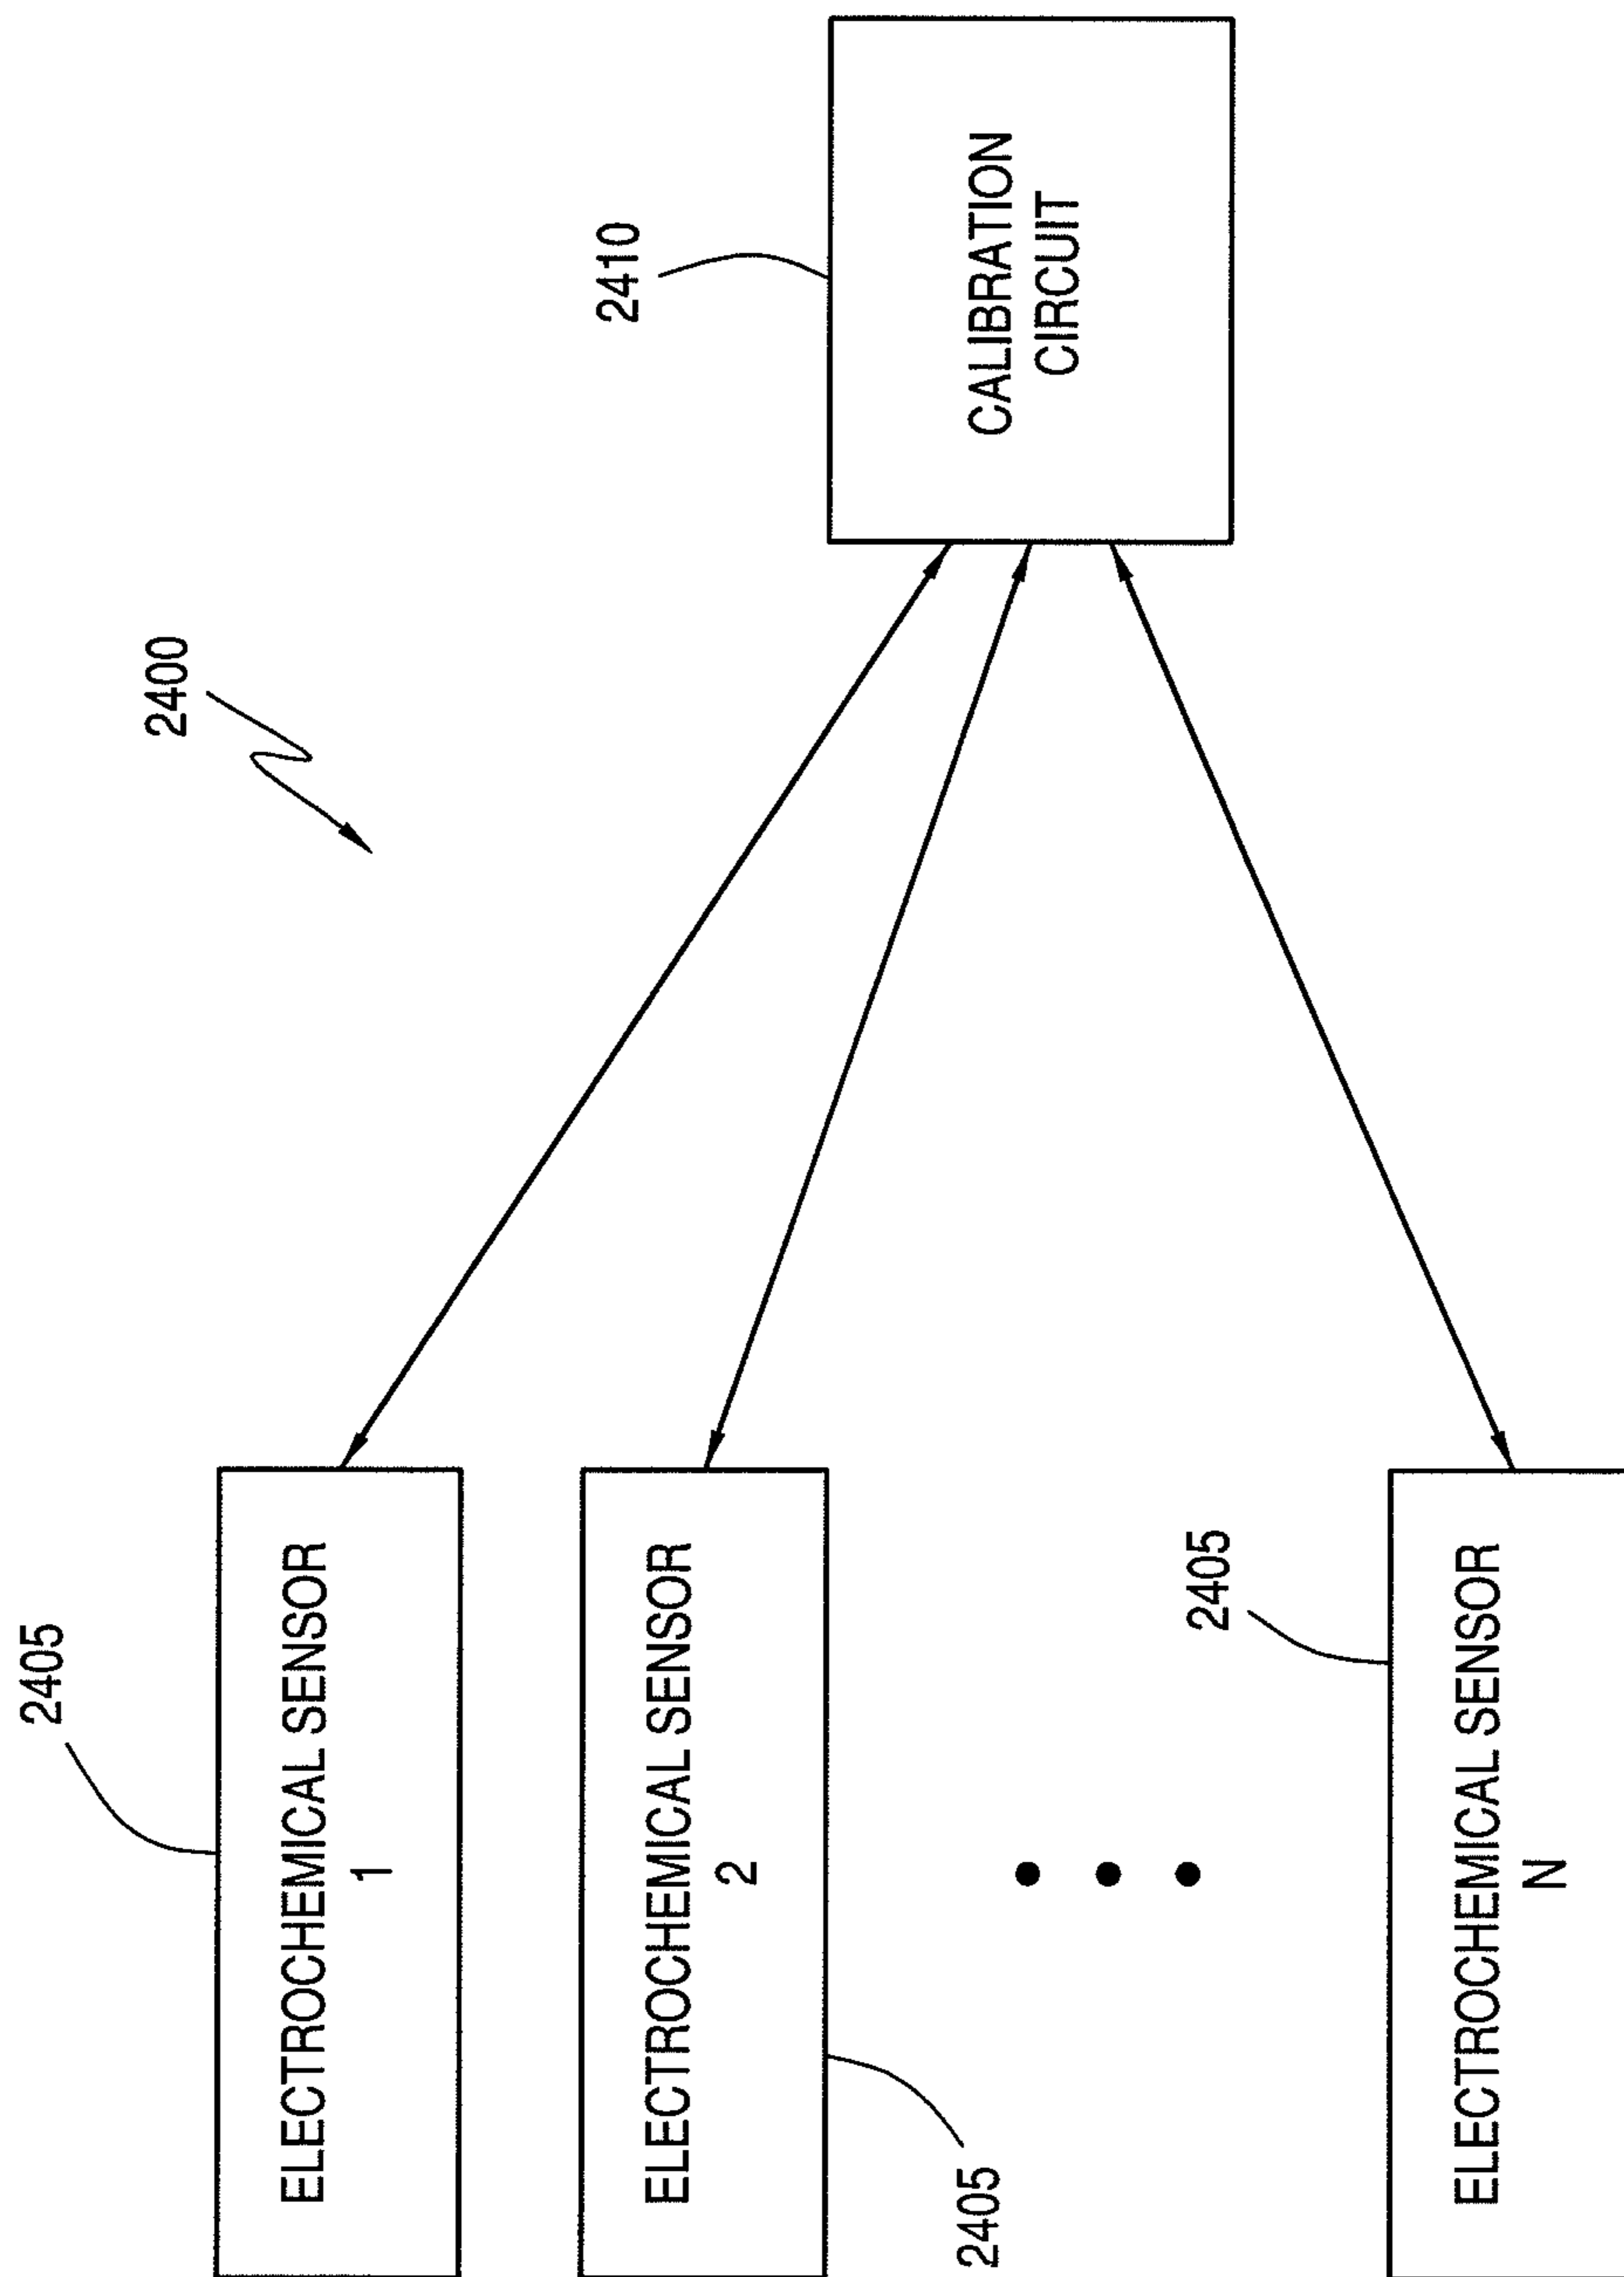 2400
2405
ELECTROCHEMICAL SENSOR
1
2410
CALIBRATION
CIRCUIT
ELECTROCHEMICAL SENSOR
2
2405
2405
ELECTROCHEMICAL SENSOR
N